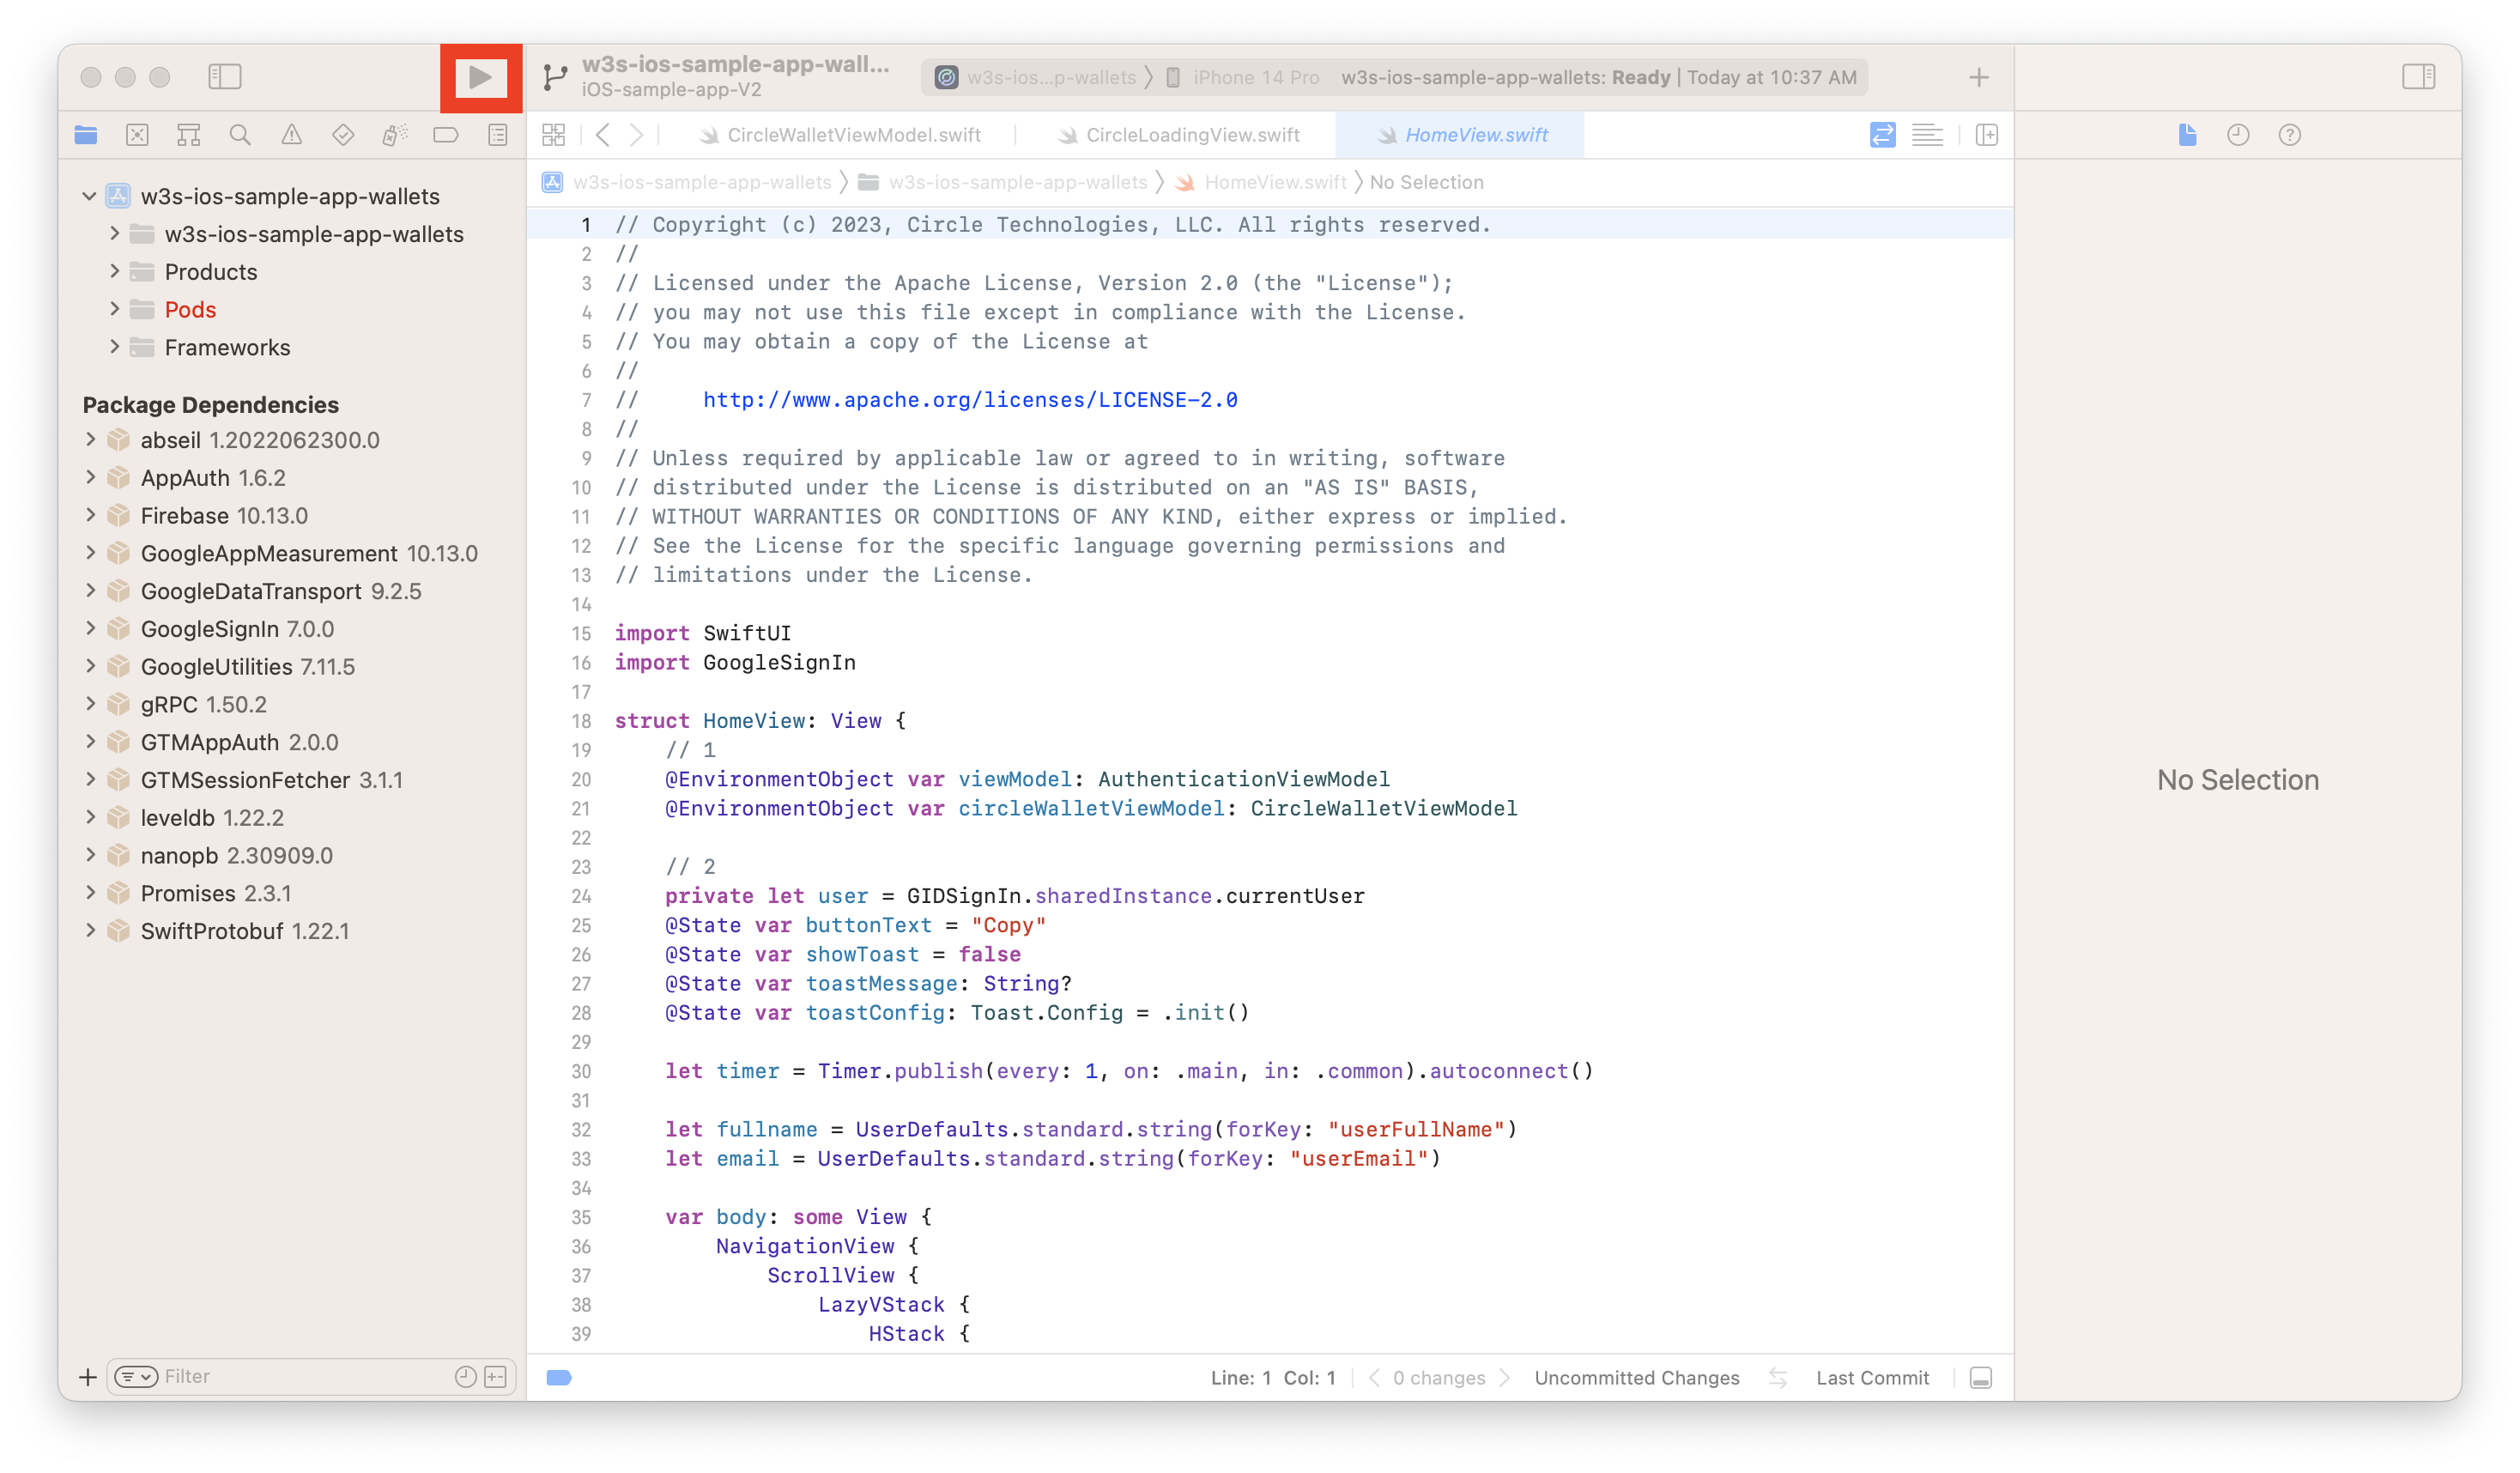 w3s-ios-sample-app-wall...
iOS-sample-app-V2
w3s-ios...p-wallets
iPhone 14 Pro
w3s-ios-sample-app-wallets: Ready | Today at 10:37 AM
CircleWalletViewModel.swift
CircleLoadingView.swift
HomeView.swift
w3s-ios-sample-app-wallets
w3s-ios-sample-app-wallets
HomeView.swift
No Selection
w3s-ios-sample-app-wallets
w3s-ios-sample-app-wallets
Products
Pods
Frameworks
Package Dependencies
abseil 1.2022062300.0
AppAuth 1.6.2
Firebase 10.13.0
GoogleAppMeasurement 10.13.0
GoogleDataTransport 9.2.5
GoogleSignIn 7.0.0
GoogleUtilities 7.11.5
gRPC 1.50.2
GTMAppAuth 2.0.0
GTMSessionFetcher 3.1.1
leveldb 1.22.2
nanopb 2.30909.0
Promises 2.3.1
SwiftProtobuf 1.22.1
Filter
1 // Copyright (c) 2023, Circle Technologies, LLC. All rights reserved.
2 //
3 // Licensed under the Apache License, Version 2.0 (the "License");
4 // you may not use this file except in compliance with the License.
5 // You may obtain a copy of the License at
6 //
7 //     http://www.apache.org/licenses/LICENSE-2.0
8 //
9 // Unless required by applicable law or agreed to in writing, software
10 // distributed under the License is distributed on an "AS IS" BASIS,
11 // WITHOUT WARRANTIES OR CONDITIONS OF ANY KIND, either express or implied.
12 // See the License for the specific language governing permissions and
13 // limitations under the License.
14
15 import SwiftUI
16 import GoogleSignIn
17
18 struct HomeView: View {
19     // 1
20     @EnvironmentObject var viewModel: AuthenticationViewModel
21     @EnvironmentObject var circleWalletViewModel: CircleWalletViewModel
22
23     // 2
24     private let user = GIDSignIn.sharedInstance.currentUser
25     @State var buttonText = "Copy"
26     @State var showToast = false
27     @State var toastMessage: String?
28     @State var toastConfig: Toast.Config = .init()
29
30     let timer = Timer.publish(every: 1, on: .main, in: .common).autoconnect()
31
32     let fullname = UserDefaults.standard.string(forKey: "userFullName")
33     let email = UserDefaults.standard.string(forKey: "userEmail")
34
35     var body: some View {
36         NavigationView {
37             ScrollView {
38                 LazyVStack {
39                     HStack {
Line: 1 Col: 1
0 changes
Uncommitted Changes
Last Commit
No Selection